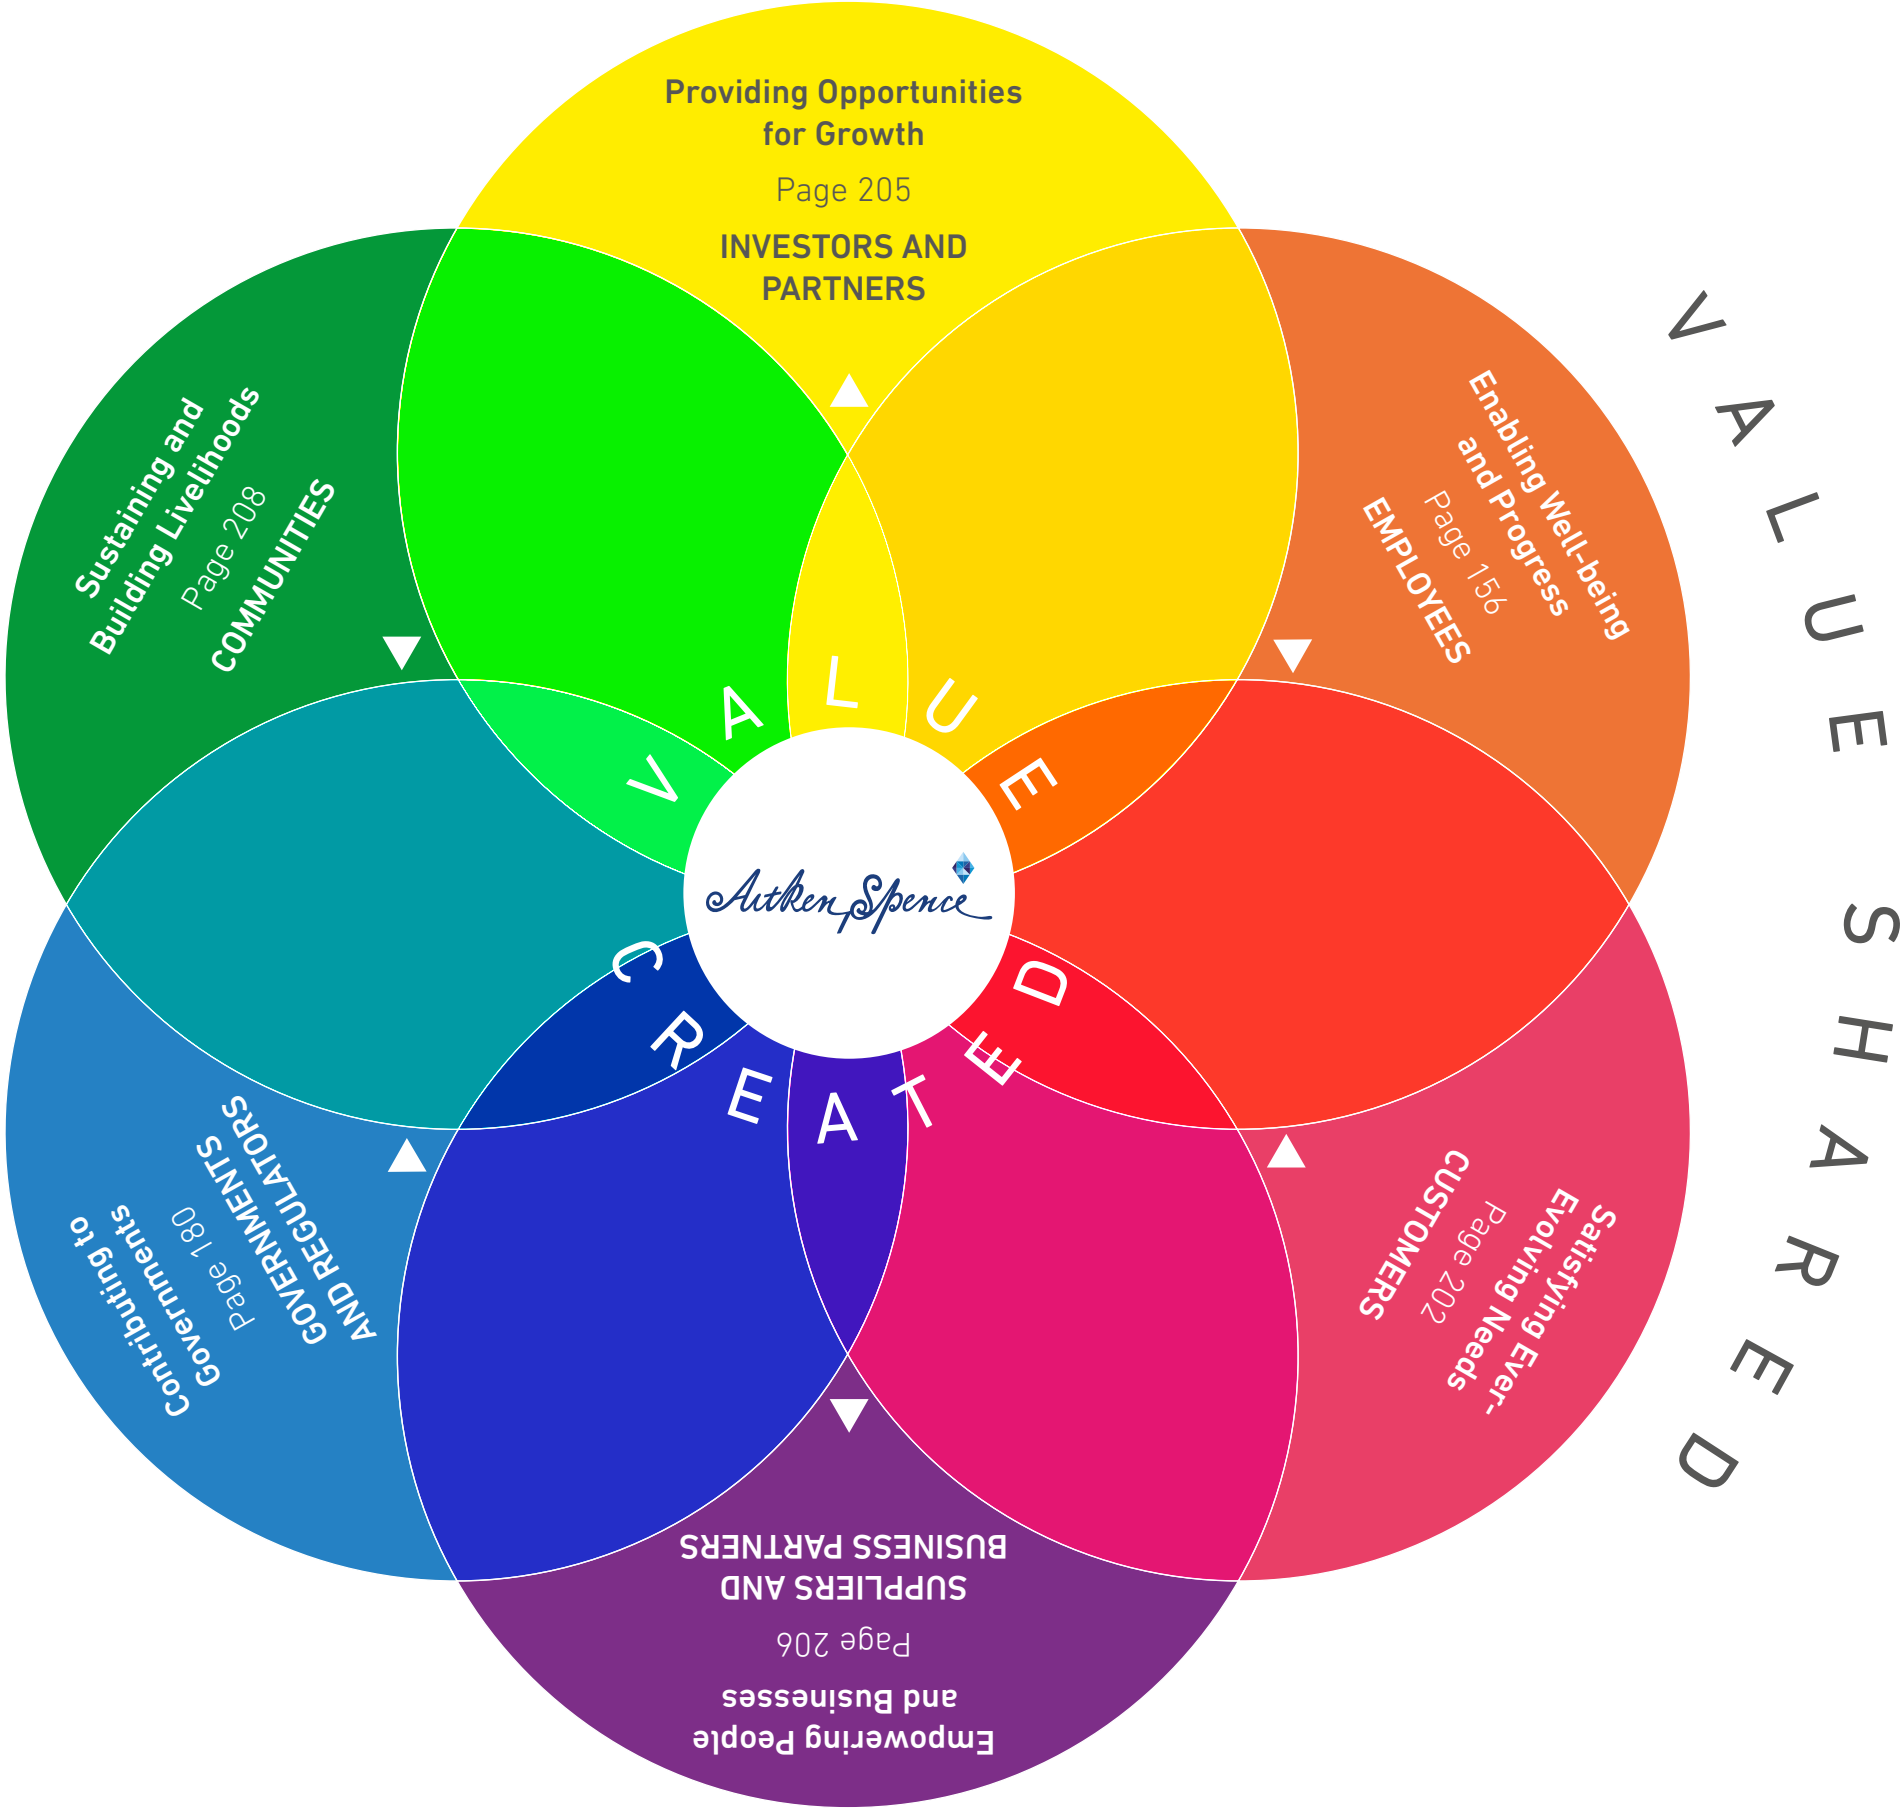 Providing Opportunities
for Growth
Page 205
INVESTORS AND
PARTNERS
Enabling Well-being
and Progress
Page 156
EMPLOYEES
Satisfying Ever-
Evolving Needs
Page 202
CUSTOMERS
Empowering People
and Businesses
Page 206
SUPPLIERS AND
BUSINESS PARTNERS
Contributing to
Governments
Page 180
GOVERNMENTS
AND REGULATORS
Sustaining and
Building Livelihoods
Page 208
COMMUNITIES
VALUE
CREATED
Aitken Spence
VALUE SHARED